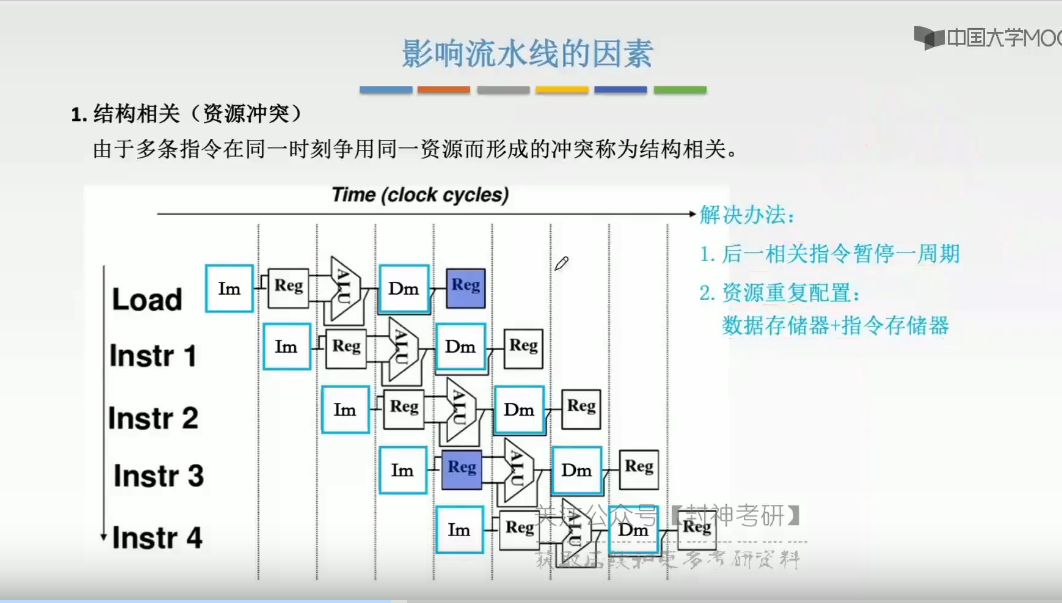 中国大学MOO
影响流水线的因素
1. 结构相关（资源冲突）
由于多条指令在同一时刻争用同一资源而形成的冲突称为结构相关。
Time (clock cycles)
解决办法：
1. 后一相关指令暂停一周期
2. 资源重复配置：
数据存储器+指令存储器
Load Im Reg ALU Dm Reg
Instr 1 Im Reg ALU Dm Reg
Instr 2 Im Reg ALU Dm Reg
Instr 3 Im Reg ALU Dm Reg
Instr 4 Im Reg ALU Dm Reg
关注公众号【封神考研】
获取后续和更多考研资料